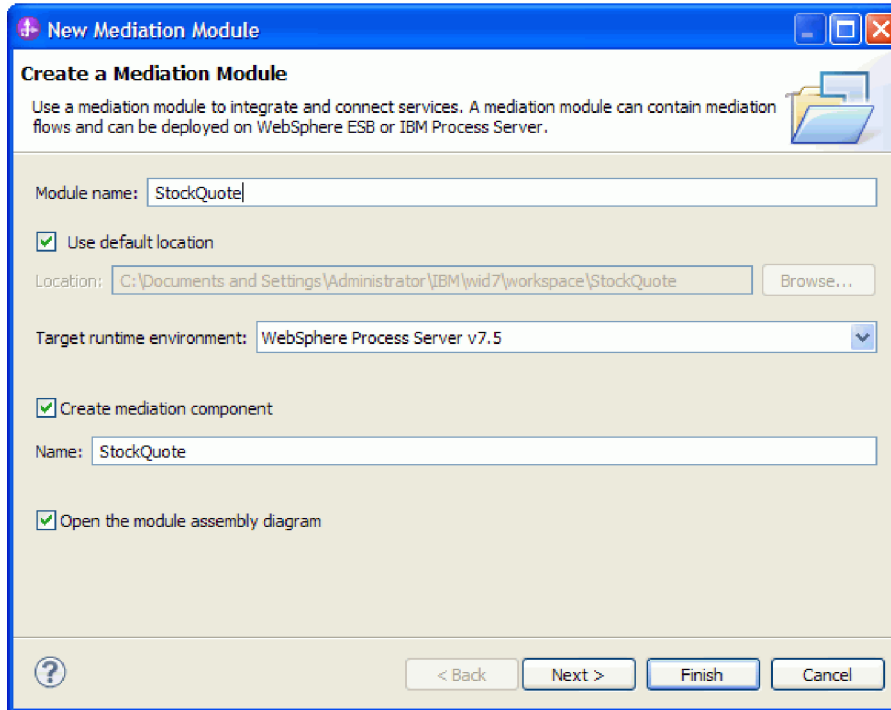 New Mediation Module
Create a Mediation Module
Use a mediation module to integrate and connect services. A mediation module can contain mediation
flows and can be deployed on WebSphere ESB or IBM Process Server.
Module name: StockQuote
Use default location
Location: C:\Documents and Settings\Administrator\IBM\wid7\workspace\StockQuote Browse...
Target runtime environment: WebSphere Process Server v7.5
Create mediation component
Name: StockQuote
Open the module assembly diagram
? < Back Next > Finish Cancel